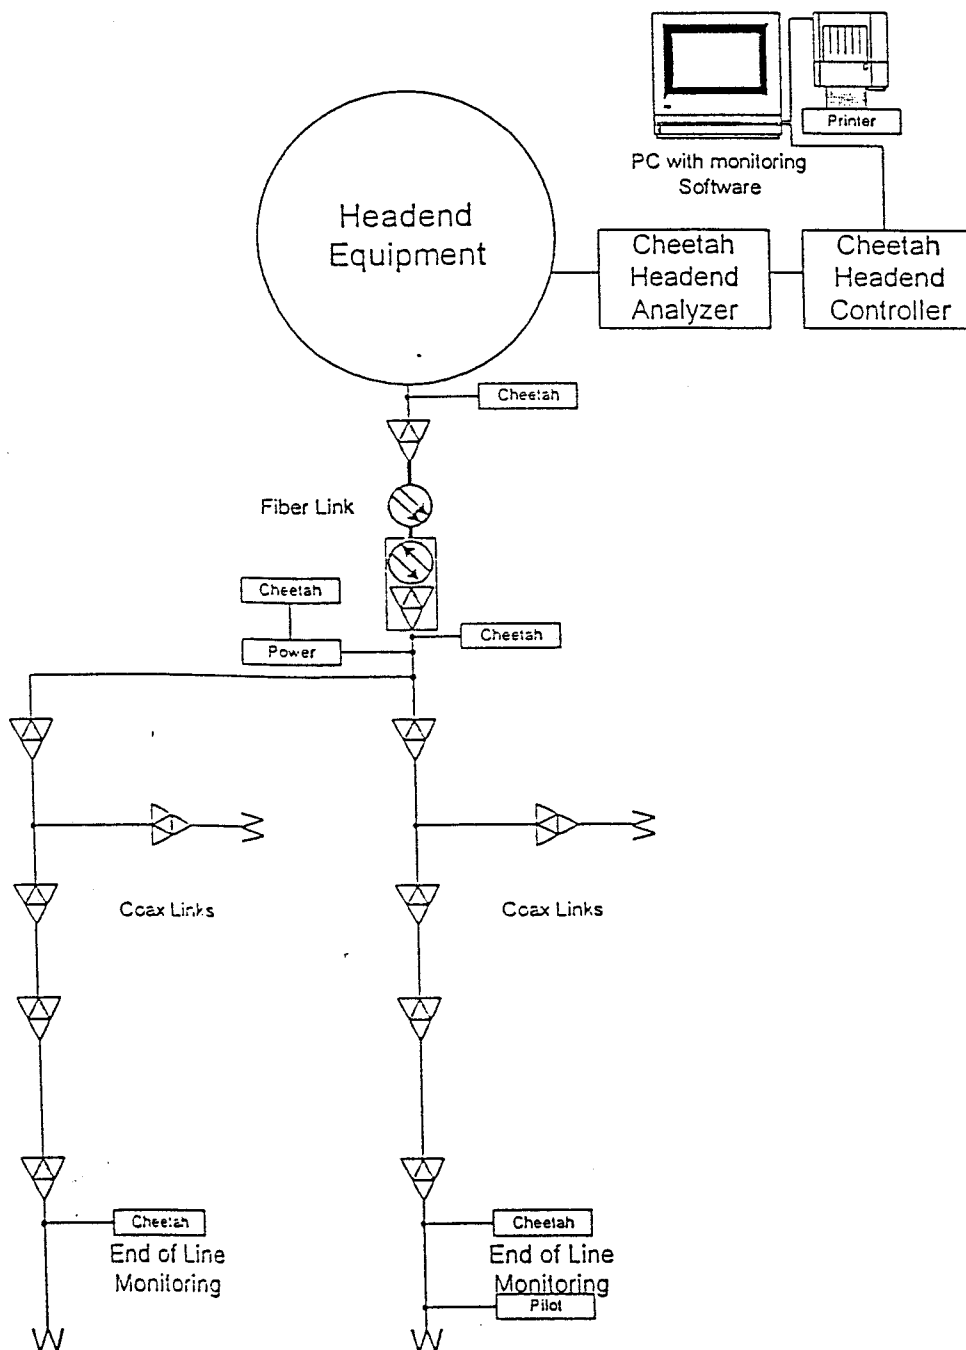 Printer
PC with monitoring
Software
Headend
Equipment
Cheetah
Headend
Analyzer
Cheetah
Headend
Controller
Cheetah
Fiber Link
Cheetah
Cheetah
Power
Coax Links
Coax Links
Cheetah
End of Line
Monitoring
Cheetah
End of Line
Monitoring
Pilot